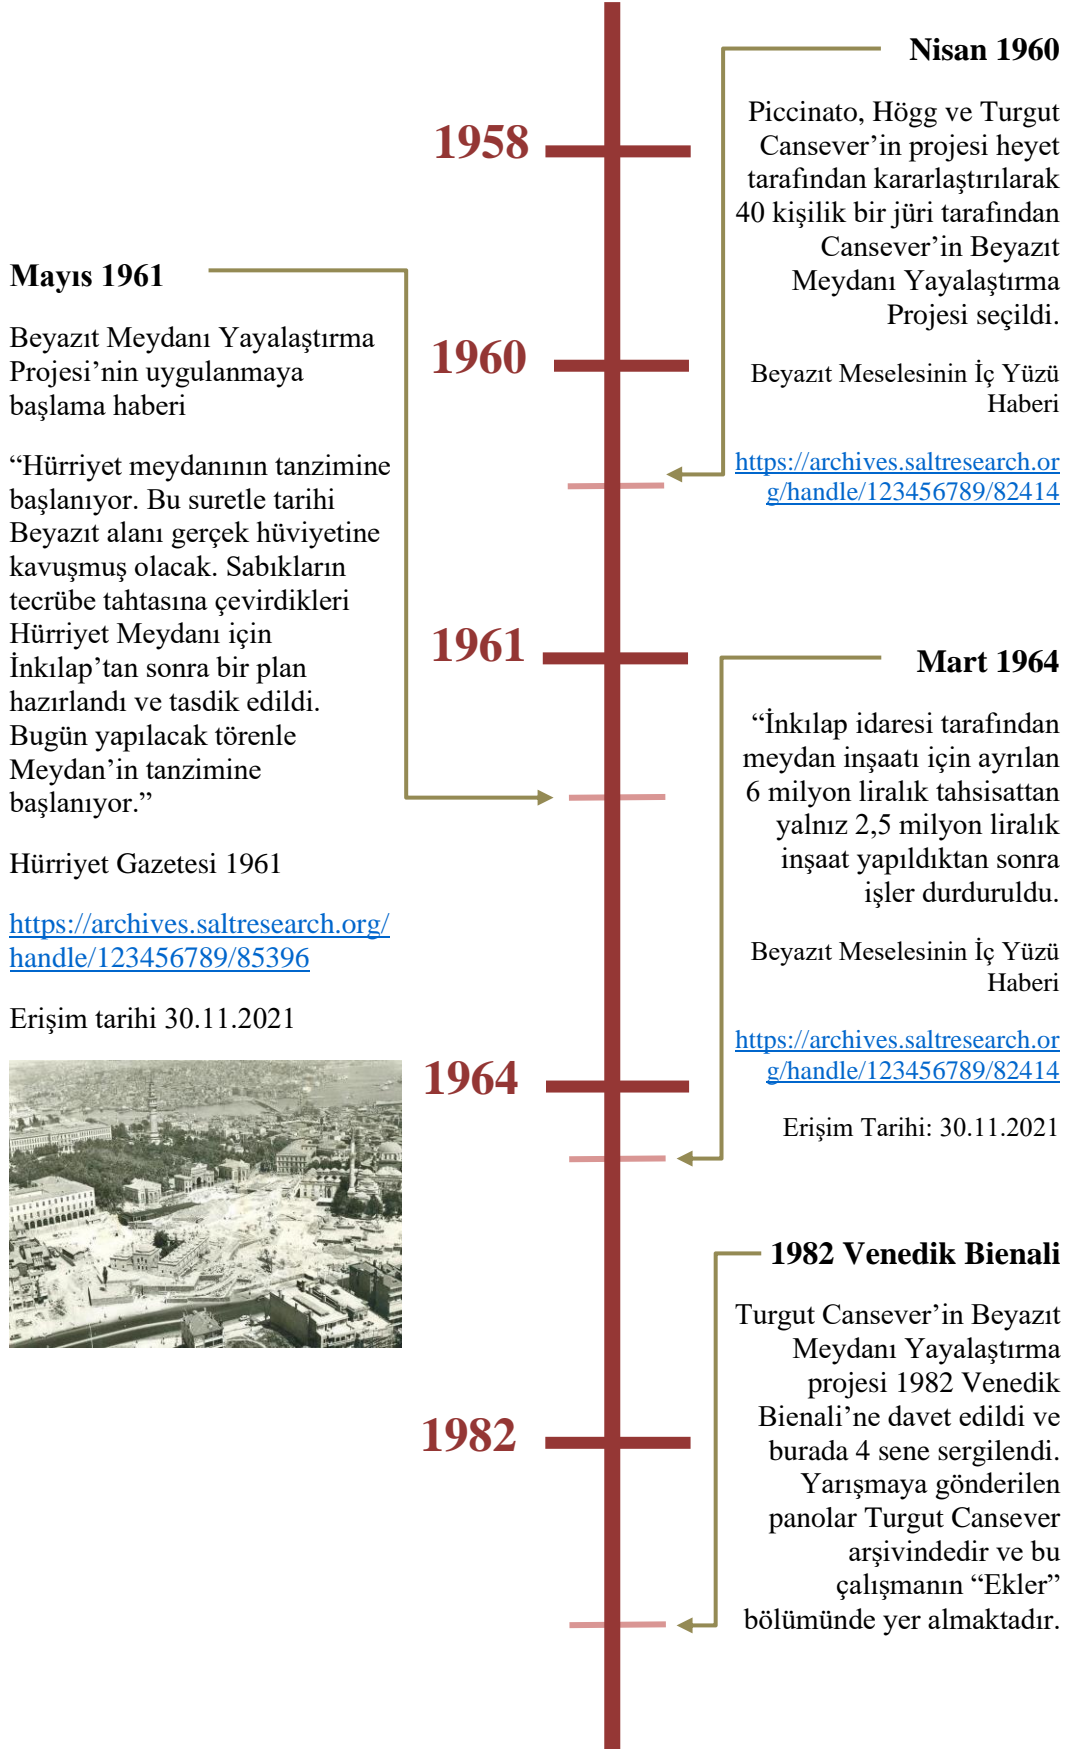 Nisan 1960
Piccinato, Högg ve Turgut
Cansever’in projesi heyet
tarafından kararlaştırılarak
40 kişilik bir jüri tarafından
Cansever’in Beyazıt
Meydanı Yayalaştırma
Projesi seçildi.
Beyazıt Meselesinin İç Yüzü
Haberi
https://archives.saltresearch.or
g/handle/123456789/82414
1958
1960
Mayıs 1961
Beyazıt Meydanı Yayalaştırma
Projesi’nin uygulanmaya
başlama haberi
“Hürriyet meydanının tanzimine
başlanıyor. Bu suretle tarihi
Beyazıt alanı gerçek hüviyetine
kavuşmuş olacak. Sabıkların
tecrübe tahtasına çevirdikleri
Hürriyet Meydanı için
İnkılap’tan sonra bir plan
hazırlandı ve tasdik edildi.
Bugün yapılacak törenle
Meydan’in tanzimine
başlanıyor.”
Hürriyet Gazetesi 1961
https://archives.saltresearch.org/
handle/123456789/85396
Erişim tarihi 30.11.2021
1961
Mart 1964
“İnkılap idaresi tarafından
meydan inşaatı için ayrılan
6 milyon liralık tahsisattan
yalnız 2,5 milyon liralık
inşaat yapıldıktan sonra
işler durduruldu.
Beyazıt Meselesinin İç Yüzü
Haberi
https://archives.saltresearch.or
g/handle/123456789/82414
Erişim Tarihi: 30.11.2021
1964
1982 Venedik Bienali
Turgut Cansever’in Beyazıt
Meydanı Yayalaştırma
projesi 1982 Venedik
Bienali’ne davet edildi ve
burada 4 sene sergilendi.
Yarışmaya gönderilen
panolar Turgut Cansever
arşivindedir ve bu
çalışmanın “Ekler”
bölümünde yer almaktadır.
1982